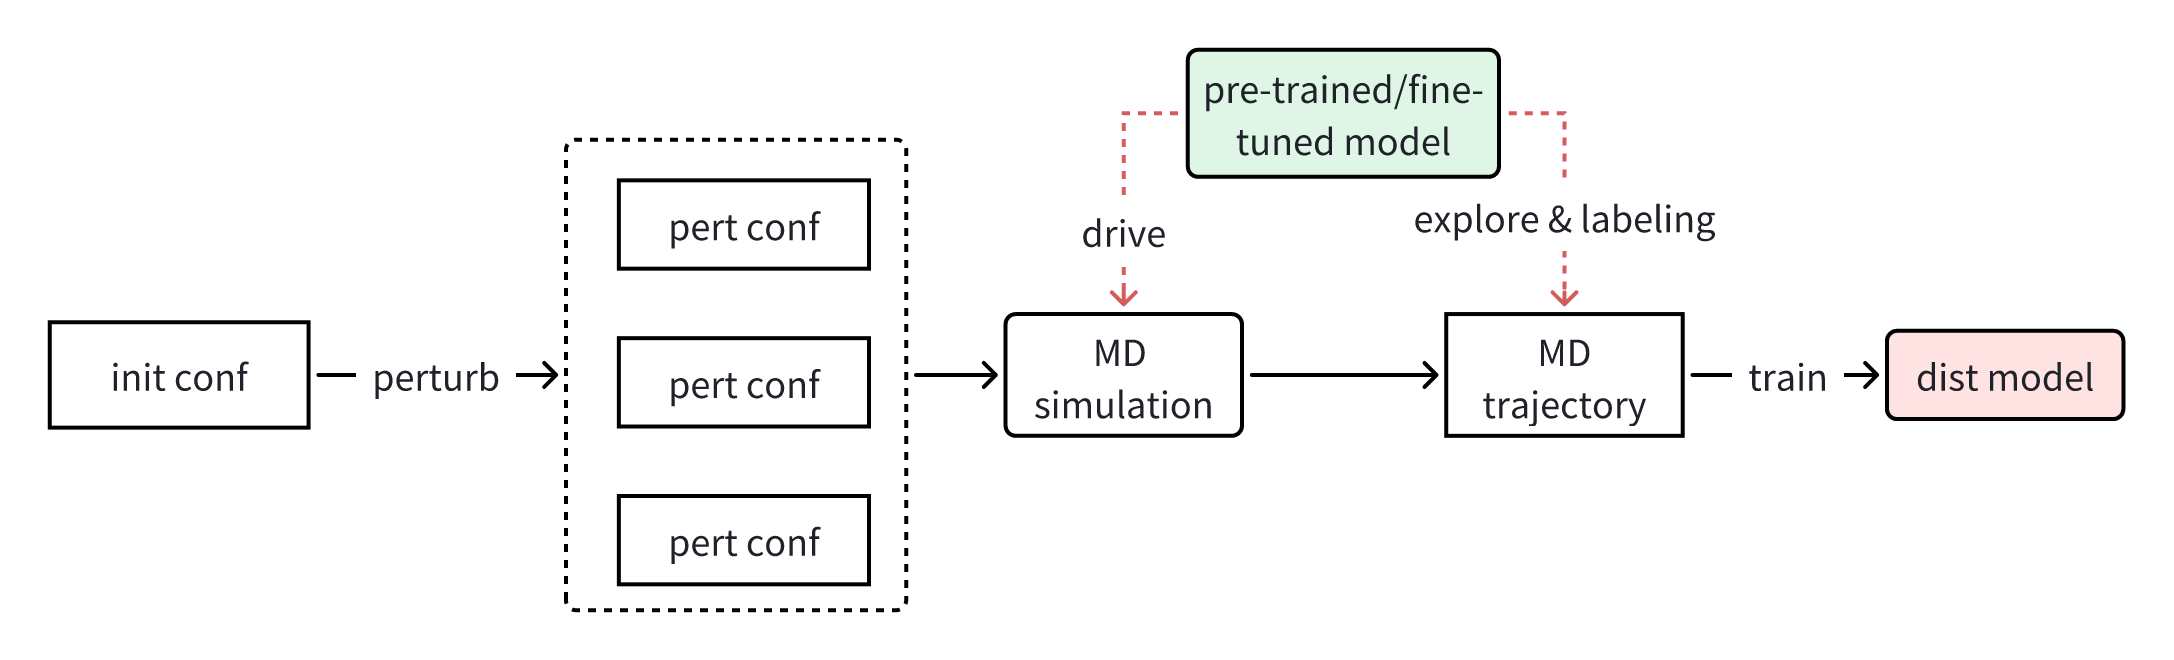 init conf
perturb
pert conf
pert conf
pert conf
pre-trained/fine-
tuned model
drive
explore & labeling
MD
simulation
MD
trajectory
train
dist model